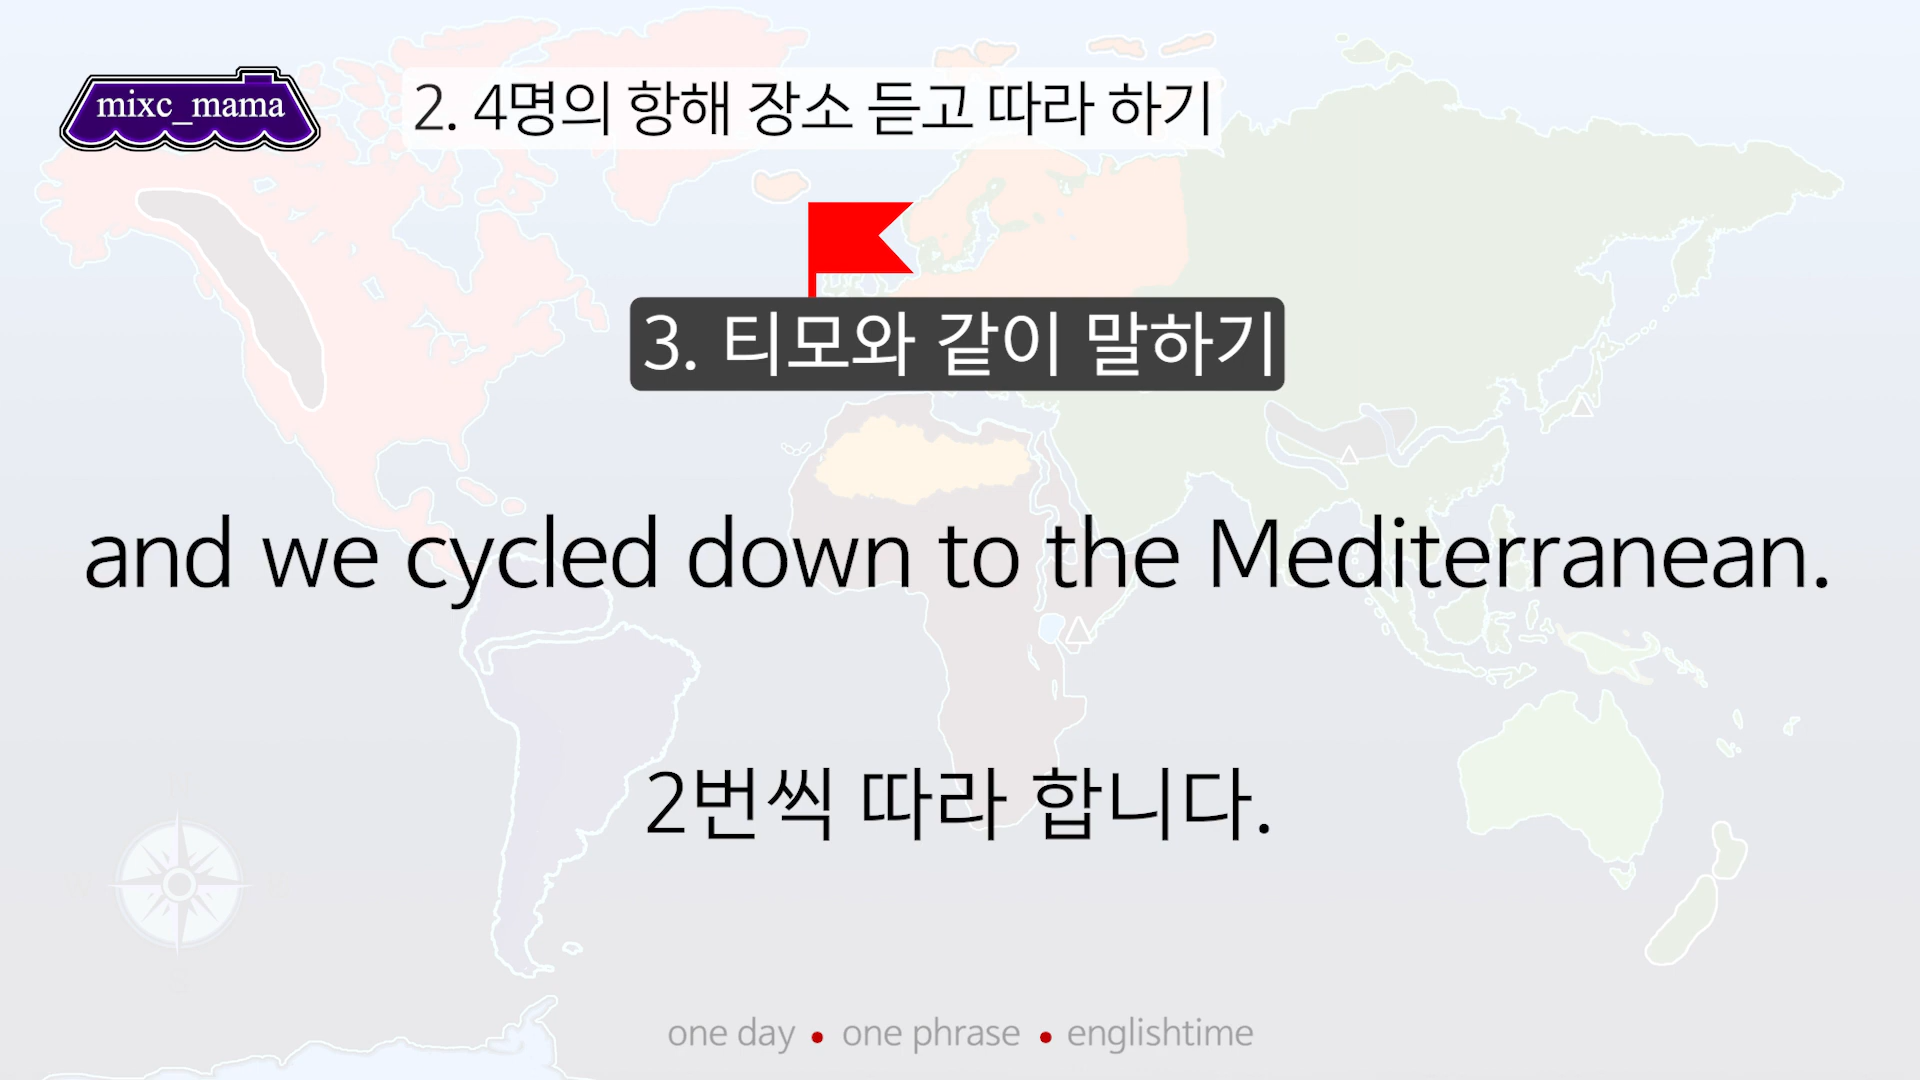 mixc_mama
2. 4명의 항해 장소 듣고 따라 하기
3. 티모와 같이 말하기
and we cycled down to the Mediterranean.
2번씩 따라 합니다.
one day • one phrase • englishtime